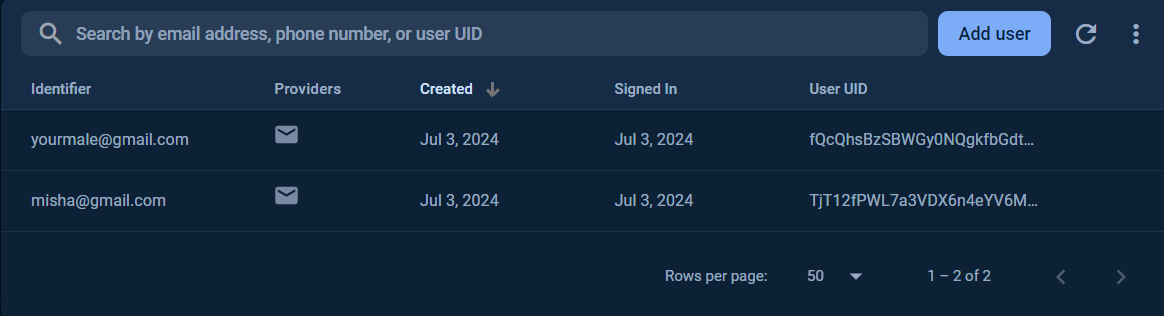 Search by email address, phone number, or user UID Add user
Identifier Providers Created Signed In User UID
yourmale@gmail.com Jul 3, 2024 Jul 3, 2024 fQcQhsBzSBWGy0NQgkfbGdt...
misha@gmail.com Jul 3, 2024 Jul 3, 2024 TjT12fPWL7a3VDX6n4eYV6M...
Rows per page: 50 1 – 2 of 2